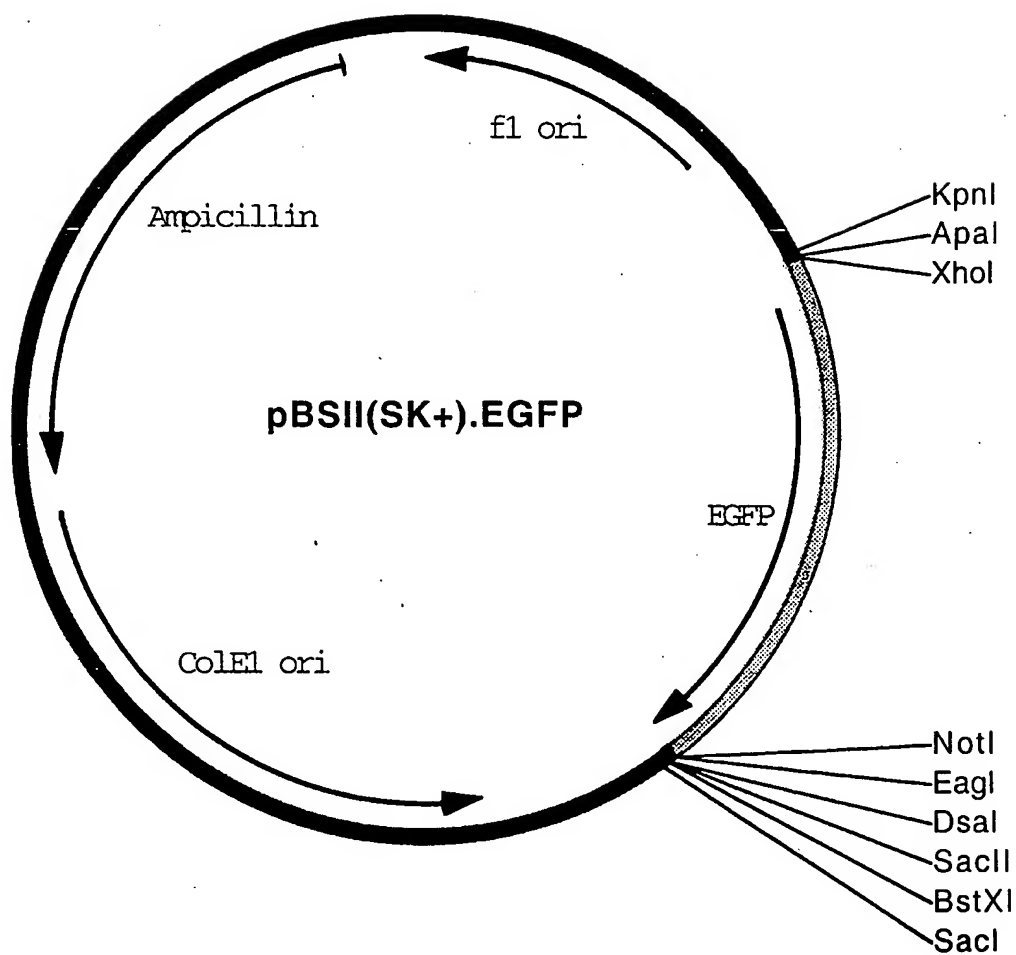 f1 ori
Ampicillin
KpnI
ApaI
XhoI
pBSII(SK+).EGFP
EGFP
ColE1 ori
NotI
EagI
DsaI
SacII
BstXI
SacI